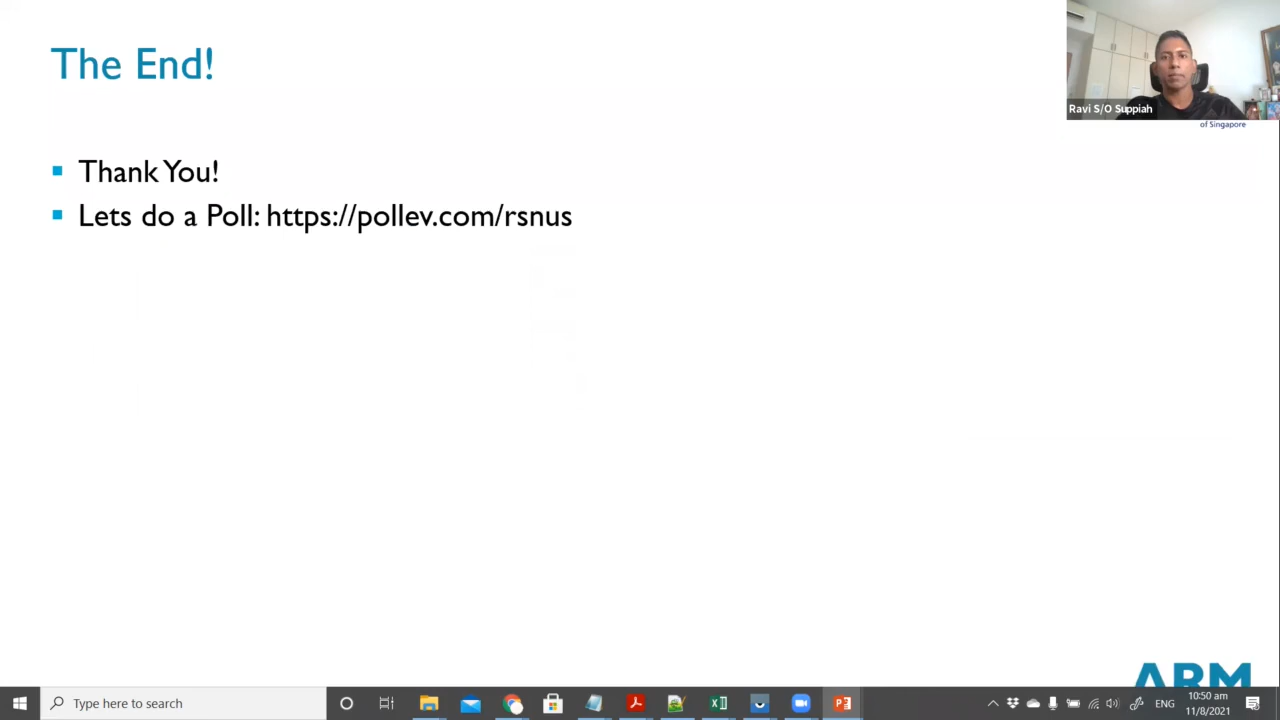 The End!
Thank You!
Lets do a Poll: https://pollev.com/rsnus
Ravi S/O Suppiah
of Singapore
ARM
Type here to search
ENG
10:50 am
11/8/2021